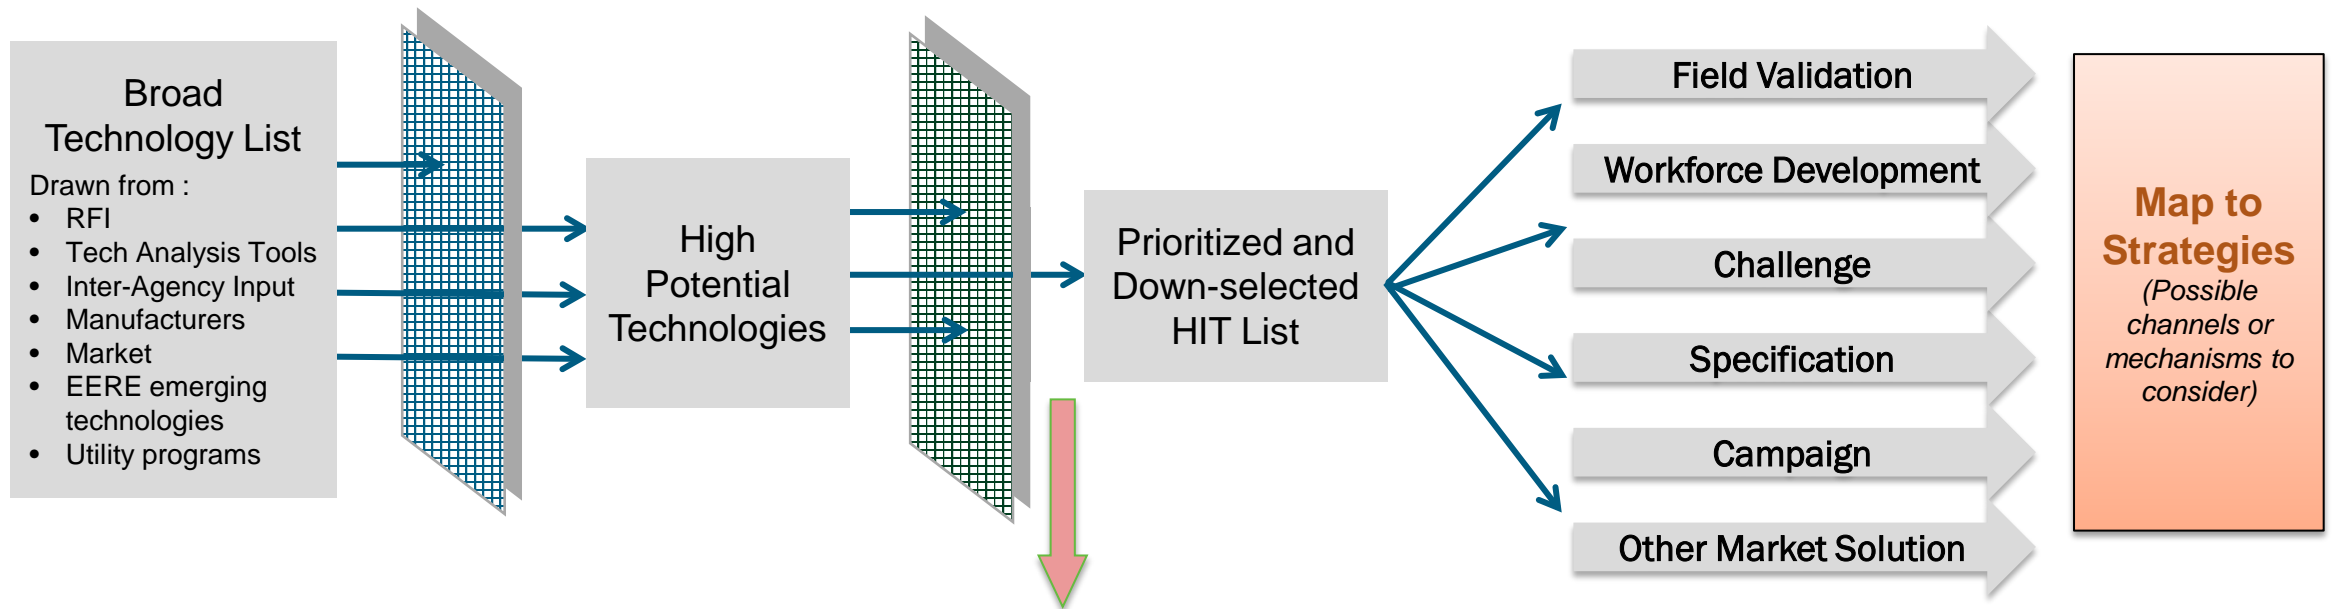 Broad
Technology List
Drawn from :
• RFI
• Tech Analysis Tools
• Inter-Agency Input
• Manufacturers
• Market
• EERE emerging
technologies
• Utility programs
High
Potential
Technologies
Prioritized and
Down-selected
HIT List
Field Validation
Workforce Development
Challenge
Specification
Campaign
Other Market Solution
Map to
Strategies
(Possible
channels or
mechanisms to
consider)